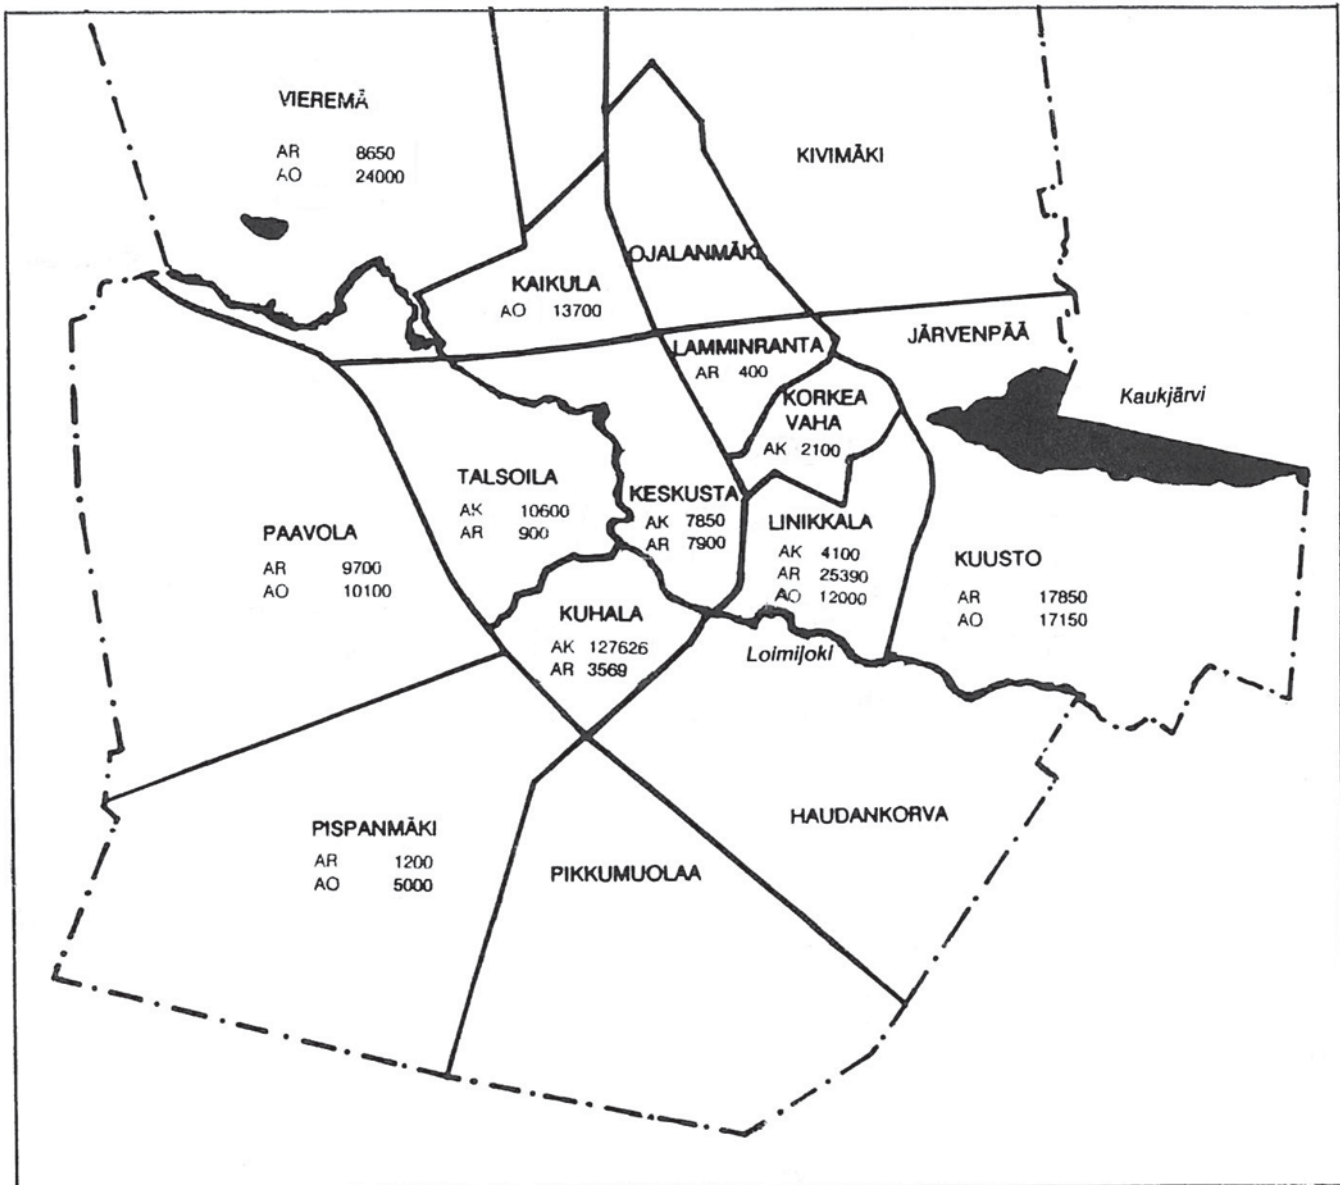 VIEREMÄ
AR 8650
AO 24000
KIVIMÄKI
OJALANMÄKI
KAIKULA
AO 13700
LAMMINRANTA
AR 400
JÄRVENPÄÄ
Kaukjärvi
KORKEA
VAHA
AK 2100
TALSOILA
AK 10600
AR 900
KESKUSTA
AK 7850
AR 7900
LINIKKALA
AK 4100
AR 25390
AO 12000
PAAVOLA
AR 9700
AO 10100
KUUSTO
AR 17850
AO 17150
KUHALA
AK 127626
AR 3569
Loimijoki
PISPANMÄKI
AR 1200
AO 5000
PIKKUMUOLAA
HAUDANKORVA